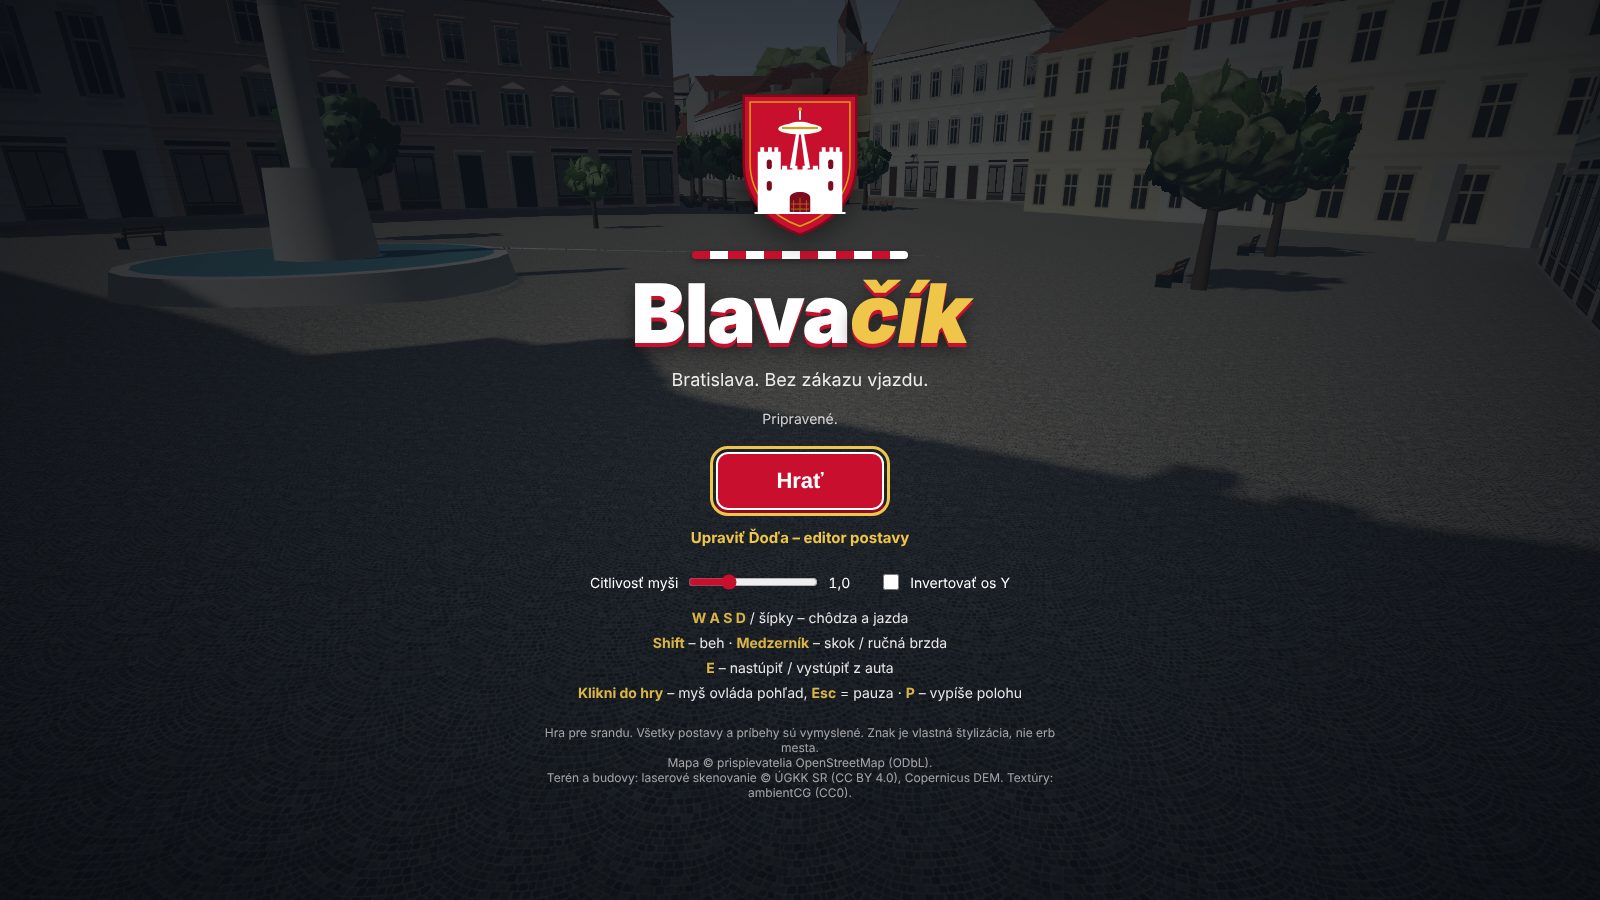 Blavačík
Bratislava. Bez zákazu vjazdu.
Pripravené.
Hrať
Upraviť Ďoďa – editor postavy
Citlivosť myši 1,0 Invertovať os Y
W A S D / šípky – chôdza a jazda
Shift – beh · Medzerník – skok / ručná brzda
E – nastúpiť / vystúpiť z auta
Klikni do hry – myš ovláda pohľad, Esc = pauza · P – vypíše polohu
Hra pre srandu. Všetky postavy a príbehy sú vymyslené. Znak je vlastná štylizácia, nie erb
mesta.
Mapa © prispievatelia OpenStreetMap (ODbL).
Terén a budovy: laserové skenovanie © ÚGKK SR (CC BY 4.0), Copernicus DEM. Textúry:
ambientCG (CC0).